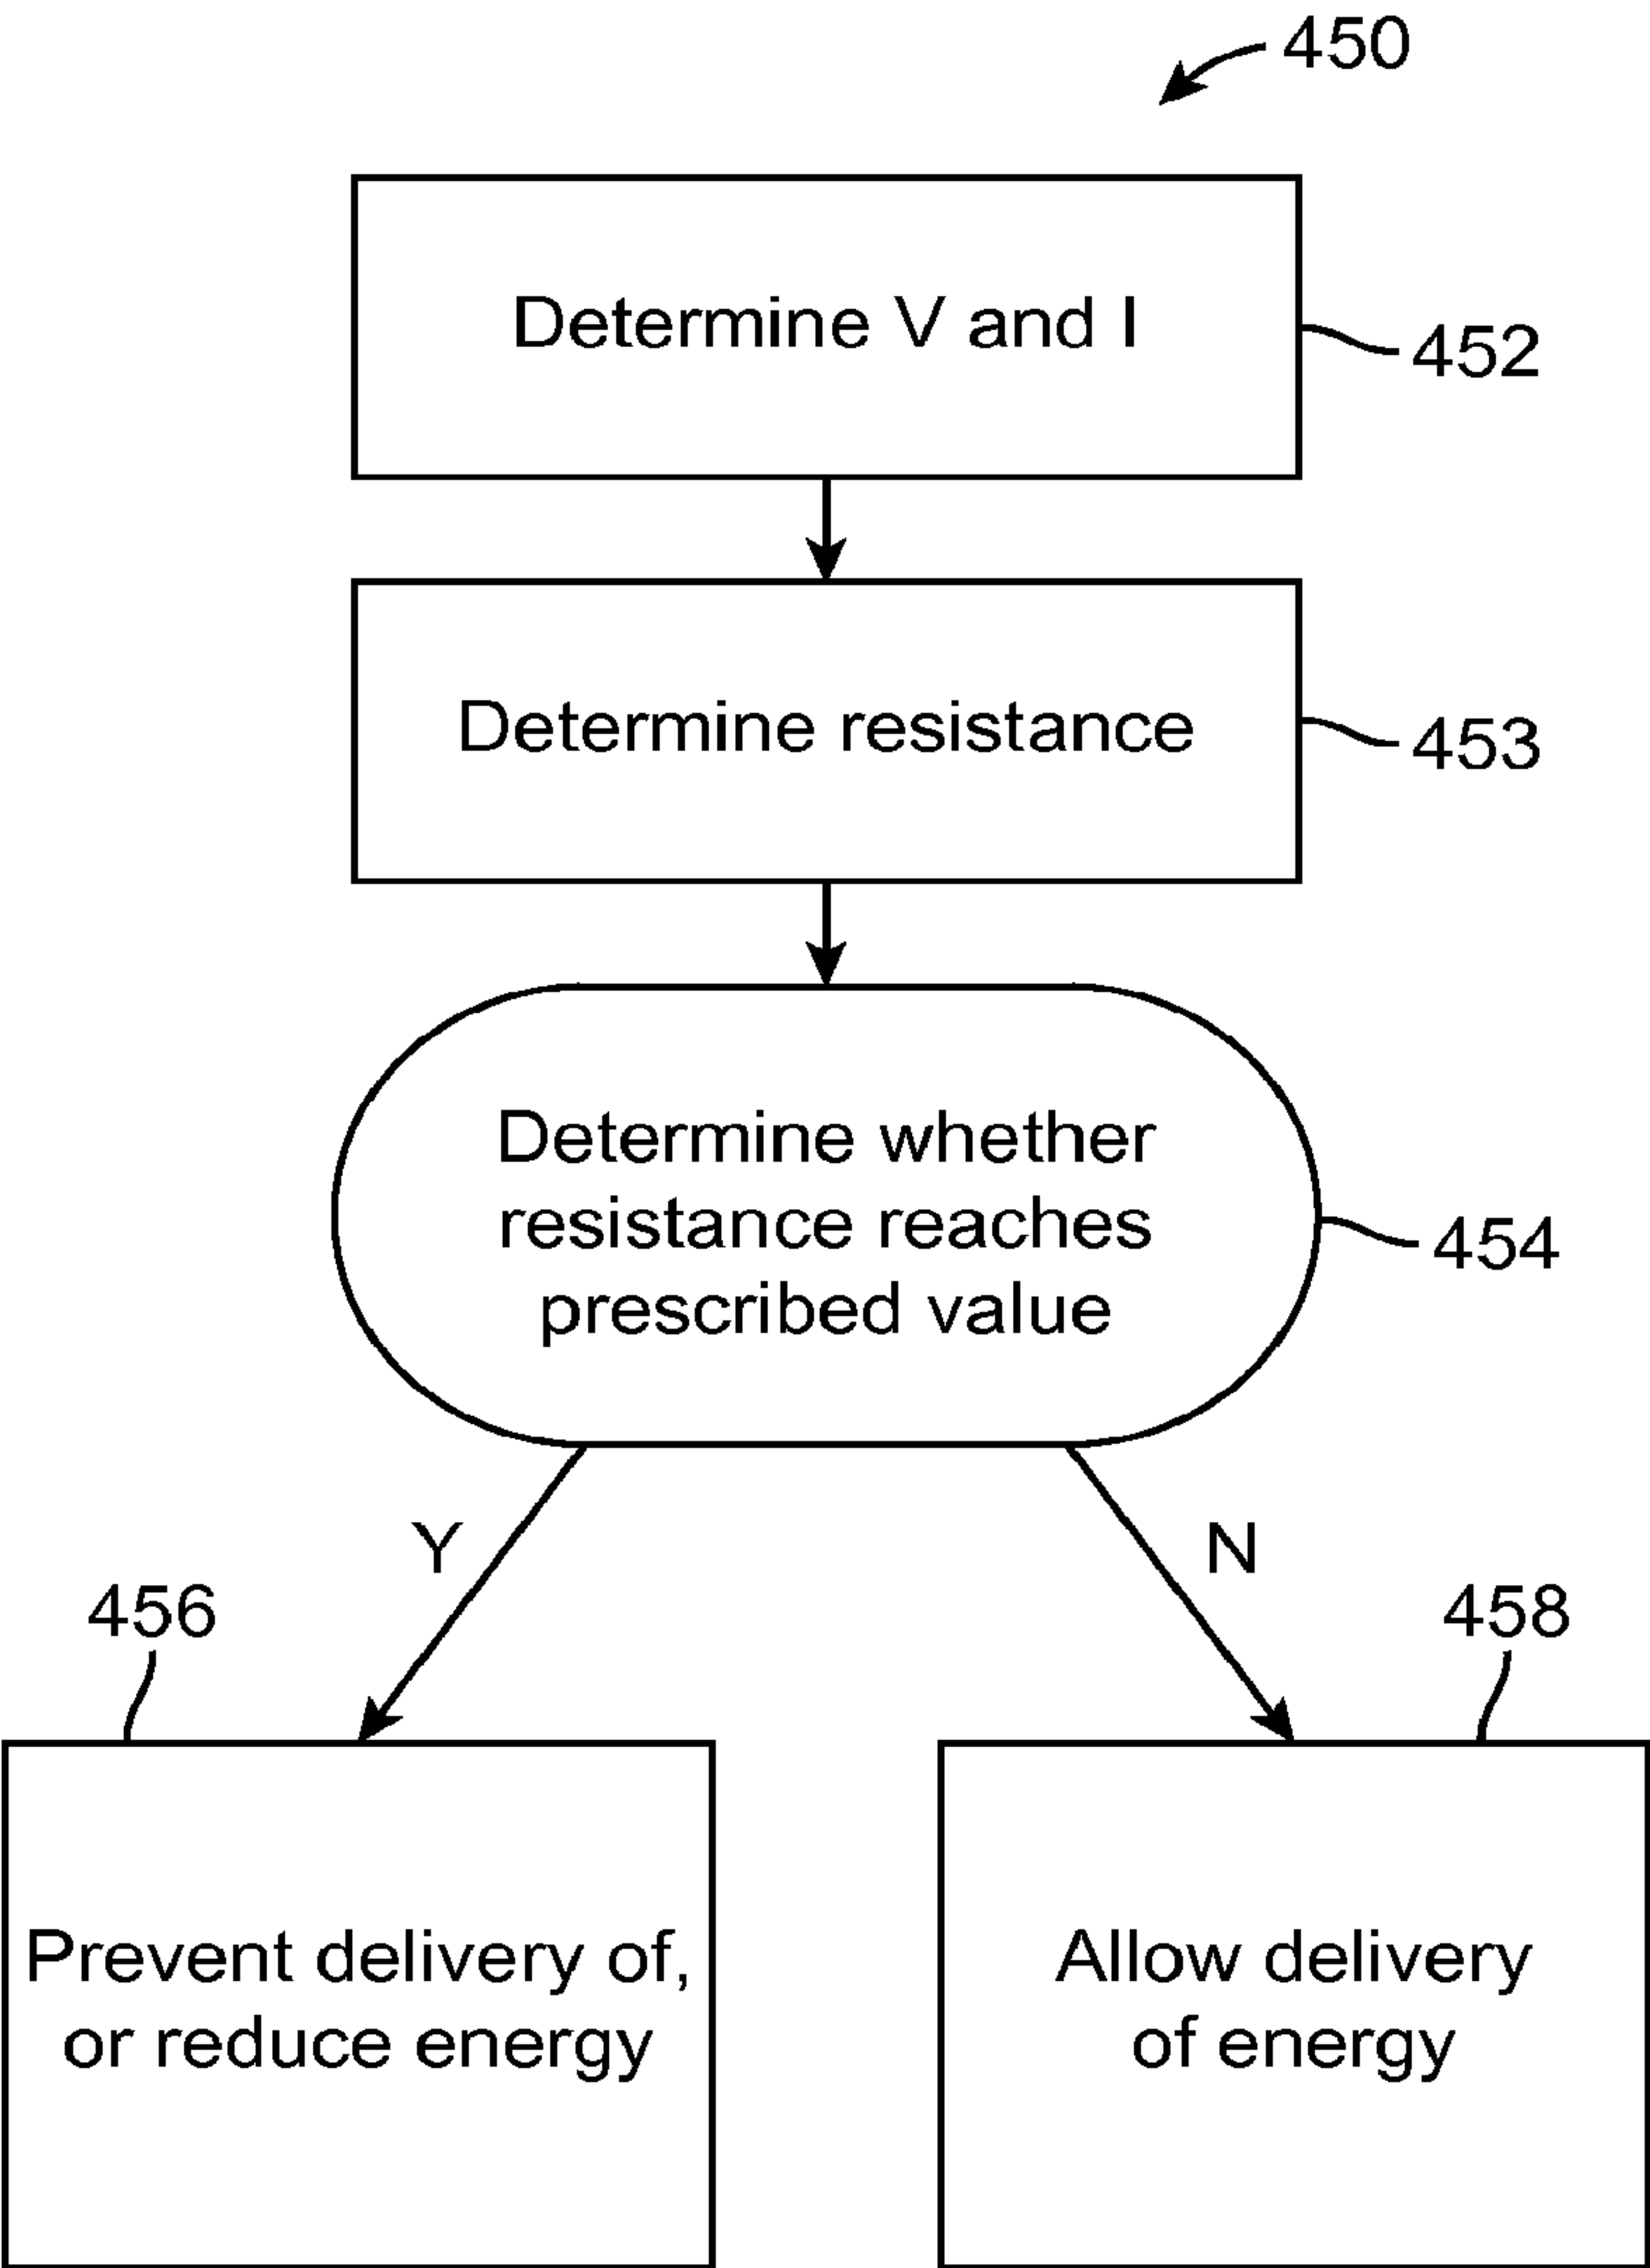 450
Determine V and I
452
Determine resistance
453
Determine whether
resistance reaches
prescribed value
454
Y
N
456
458
Prevent delivery of,
or reduce energy
Allow delivery
of energy